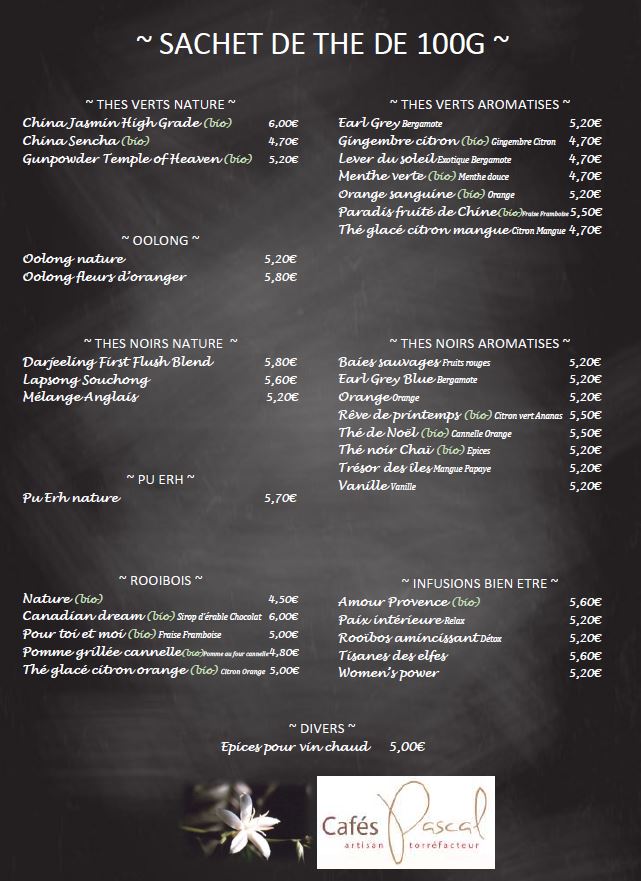 ~ SACHET DE THE DE 100G ~
~ THES VERTS NATURE ~
China Jasmin High Grade (bio) 6,00€
China Sencha (bio) 4,70€
Gunpowder Temple of Heaven (bio) 5,20€
~ OOLONG ~
Oolong nature 5,20€
Oolong fleurs d'oranger 5,80€
~ THES VERTS AROMATISES ~
Earl Grey Bergamote 5,20€
Gingembre citron (bio) Gingembre Citron 4,70€
Lever du soleil Exotique Bergamote 4,70€
Menthe verte (bio) Menthe douce 4,70€
Orange sanguine (bio) Orange 5,20€
Paradis fruité de Chine (bio) Fraise Framboise 5,50€
Thé glacé citron mangue Citron Mangue 4,70€
~ THES NOIRS NATURE ~
Darjeeling First Flush Blend 5,80€
Lapsong Souchong 5,60€
Mélange Anglais 5,20€
~ PU ERH ~
Pu Erh nature 5,70€
~ THES NOIRS AROMATISES ~
Baies sauvages Fruits rouges 5,20€
Earl Grey Blue Bergamote 5,20€
Orange Orange 5,20€
Rêve de printemps (bio) Citron vert Ananas 5,50€
Thé de Noël (bio) Cannelle Orange 5,50€
Thé noir Chaï (bio) Epices 5,20€
Trésor des îles Mangue Papaye 5,20€
Vanille Vanille 5,20€
~ ROOIBOIS ~
Nature (bio) 4,50€
Canadian dream (bio) Sirop d'érable Chocolat 6,00€
Pour toi et moi (bio) Fraise Framboise 5,00€
Pomme grillée cannelle (bio) Pomme au four cannelle 4,80€
Thé glacé citron orange (bio) Citron Orange 5,00€
~ INFUSIONS BIEN ETRE ~
Amour Provence (bio) 5,60€
Paix intérieure Relax 5,20€
Rooibos amincissant Détox 5,20€
Tisanes des elfes 5,60€
Women's power 5,20€
~ DIVERS ~
Epices pour vin chaud 5,00€
Cafés Pascal
artisan torréfacteur